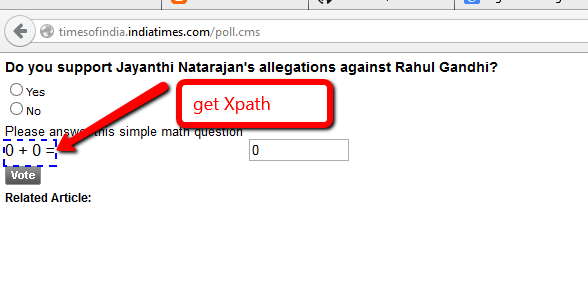 timesofindia.indiatimes.com/poll.cms
Do you support Jayanthi Natarajan's allegations against Rahul Gandhi?
Yes
get Xpath
No
Please answer this simple math question
0 + 0 =
0
Vote
Related Article: